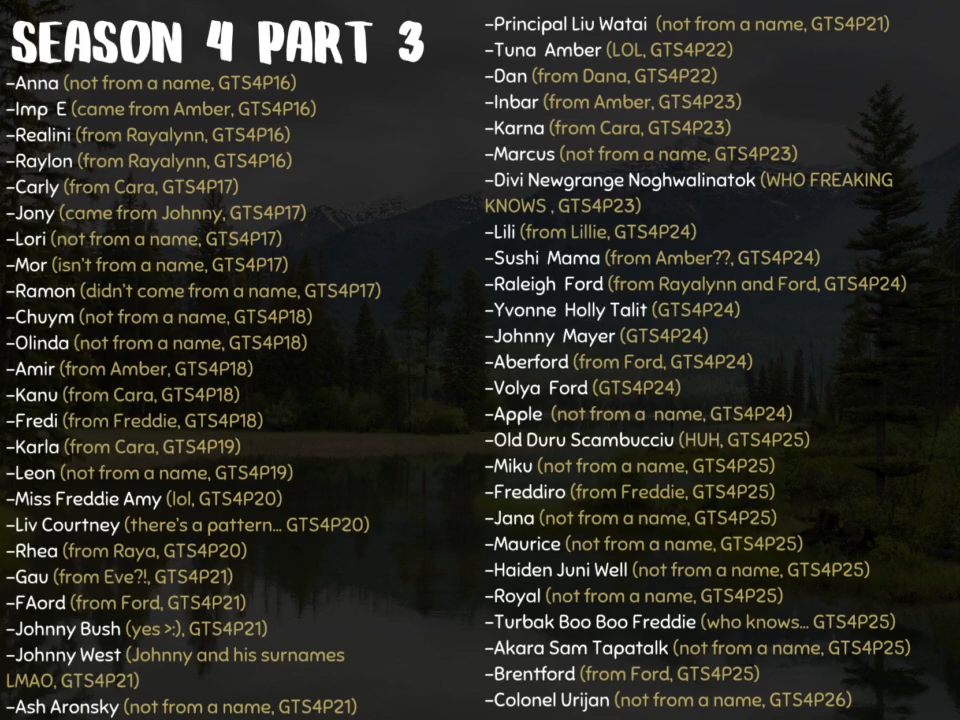 SEASON 4 PART 3
-Anna (not from a name, GTS4P16)
-Imp E (came from Amber, GTS4P16)
-Realini (from Rayalynn, GTS4P16)
-Raylon (from Rayalynn, GTS4P16)
-Carly (from Cara, GTS4P17)
-Jony (came from Johnny, GTS4P17)
-Lori (not from a name, GTS4P17)
-Mor (isn't from a name, GTS4P17)
-Ramon (didn't come from a name, GTS4P17)
-Chuym (not from a name, GTS4P18)
-Olinda (not from a name, GTS4P18)
-Amir (from Amber, GTS4P18)
-Kanu (from Cara, GTS4P18)
-Fredi (from Freddie, GTS4P18)
-Karla (from Cara, GTS4P19)
-Leon (not from a name, GTS4P19)
-Miss Freddie Amy (lol, GTS4P20)
-Liv Courtney (there's a pattern... GTS4P20)
-Rhea (from Raya, GTS4P20)
-Gau (from Eve?!, GTS4P21)
-FAord (from Ford, GTS4P21)
-Johnny Bush (yes >:), GTS4P21)
-Johnny West (Johnny and his surnames
LMAO, GTS4P21)
-Ash Aronsky (not from a name, GTS4P21)
-Principal Liu Watai (not from a name, GTS4P21)
-Tuna Amber (LOL, GTS4P22)
-Dan (from Dana, GTS4P22)
-Inbar (from Amber, GTS4P23)
-Karna (from Cara, GTS4P23)
-Marcus (not from a name, GTS4P23)
-Divi Newgrange Noghwalinatok (WHO FREAKING
KNOWS , GTS4P23)
-Lili (from Lillie, GTS4P24)
-Sushi Mama (from Amber??, GTS4P24)
-Raleigh Ford (from Rayalynn and Ford, GTS4P24)
-Yvonne Holly Talit (GTS4P24)
-Johnny Mayer (GTS4P24)
-Aberford (from Ford, GTS4P24)
-Volya Ford (GTS4P24)
-Apple (not from a name, GTS4P24)
-Old Duru Scambucciu (HUH, GTS4P25)
-Miku (not from a name, GTS4P25)
-Freddiro (from Freddie, GTS4P25)
-Jana (not from a name, GTS4P25)
-Maurice (not from a name, GTS4P25)
-Haiden Juni Well (not from a name, GTS4P25)
-Royal (not from a name, GTS4P25)
-Turbak Boo Boo Freddie (who knows... GTS4P25)
-Akara Sam Tapatalk (not from a name, GTS4P25)
-Brentford (from Ford, GTS4P25)
-Colonel Urijan (not from a name, GTS4P26)